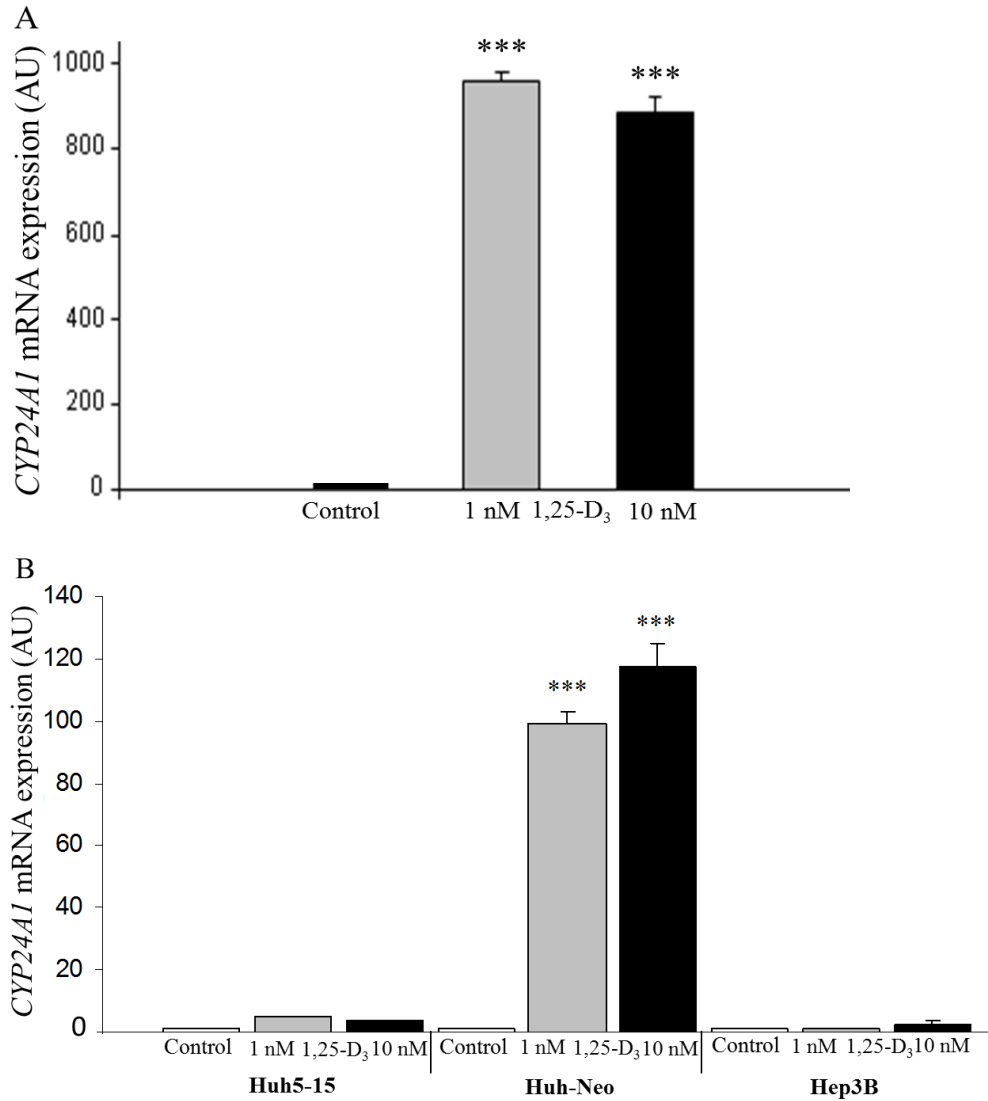 A
CYP24A1 mRNA expression (AU)
1000
800
600
400
200
0
***
***
Control
1 nM 1,25-D₃ 10 nM
B
CYP24A1 mRNA expression (AU)
140
120
100
80
60
40
20
0
***
***
Control 1 nM 1,25-D₃ 10 nM Control 1 nM 1,25-D₃ 10 nM Control 1 nM 1,25-D₃ 10 nM
Huh5-15 Huh-Neo Hep3B